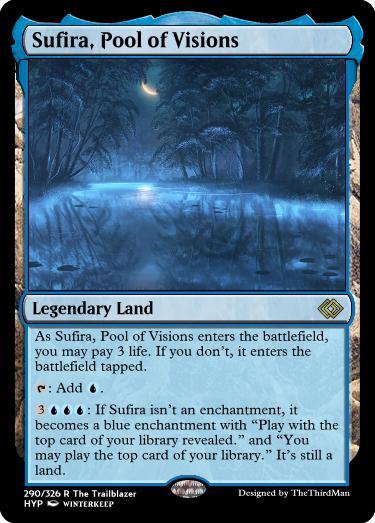 Sufira, Pool of Visions
Legendary Land
As Sufira, Pool of Visions enters the battlefield,
you may pay 3 life. If you don't, it enters the
battlefield tapped.
: Add .
3 : If Sufira isn't an enchantment, it
becomes a blue enchantment with “Play with the
top card of your library revealed.” and “You
may play the top card of your library.” It's still a
land.
290/326 R The Trailblazer
Designed by TheThirdMan
HYP WINTERKEEP